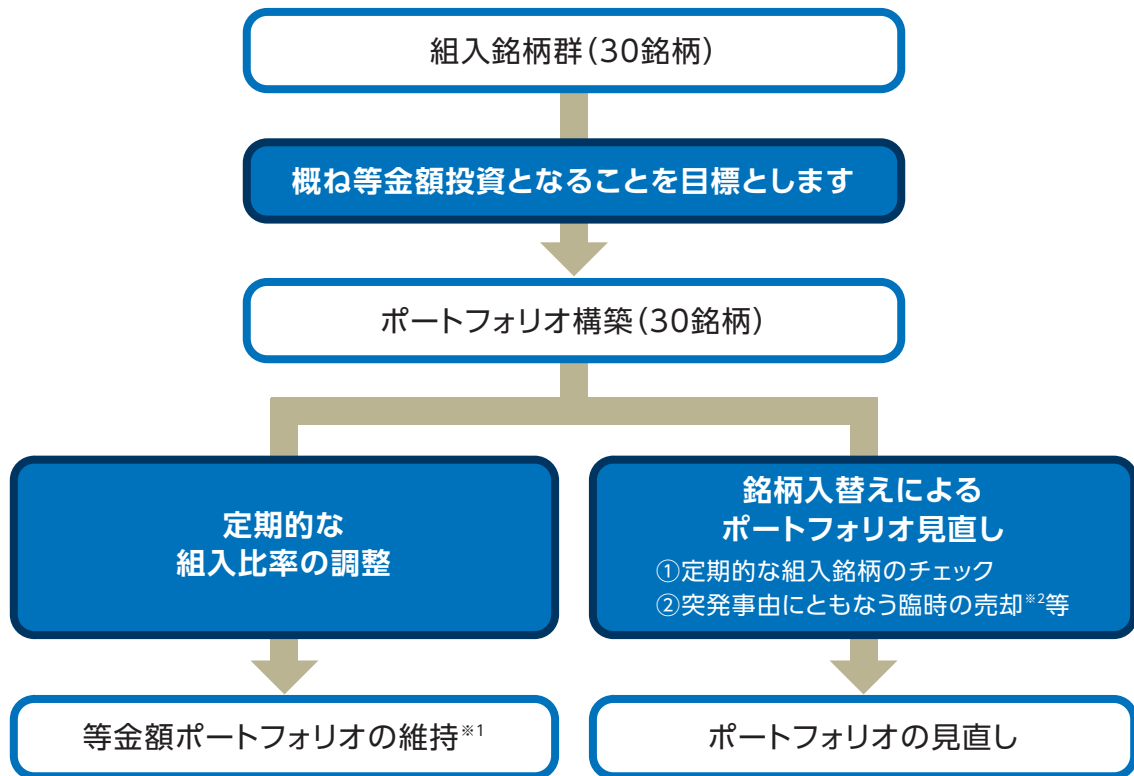 組入銘柄群(30銘柄)
概ね等金額投資となることを目標とします
ポートフォリオ構築(30銘柄)
定期的な
組入比率の調整
銘柄入替えによる
ポートフォリオ見直し
①定期的な組入銘柄のチェック
②突発事由にともなう臨時の売却※2等
等金額ポートフォリオの維持※1
ポートフォリオの見直し